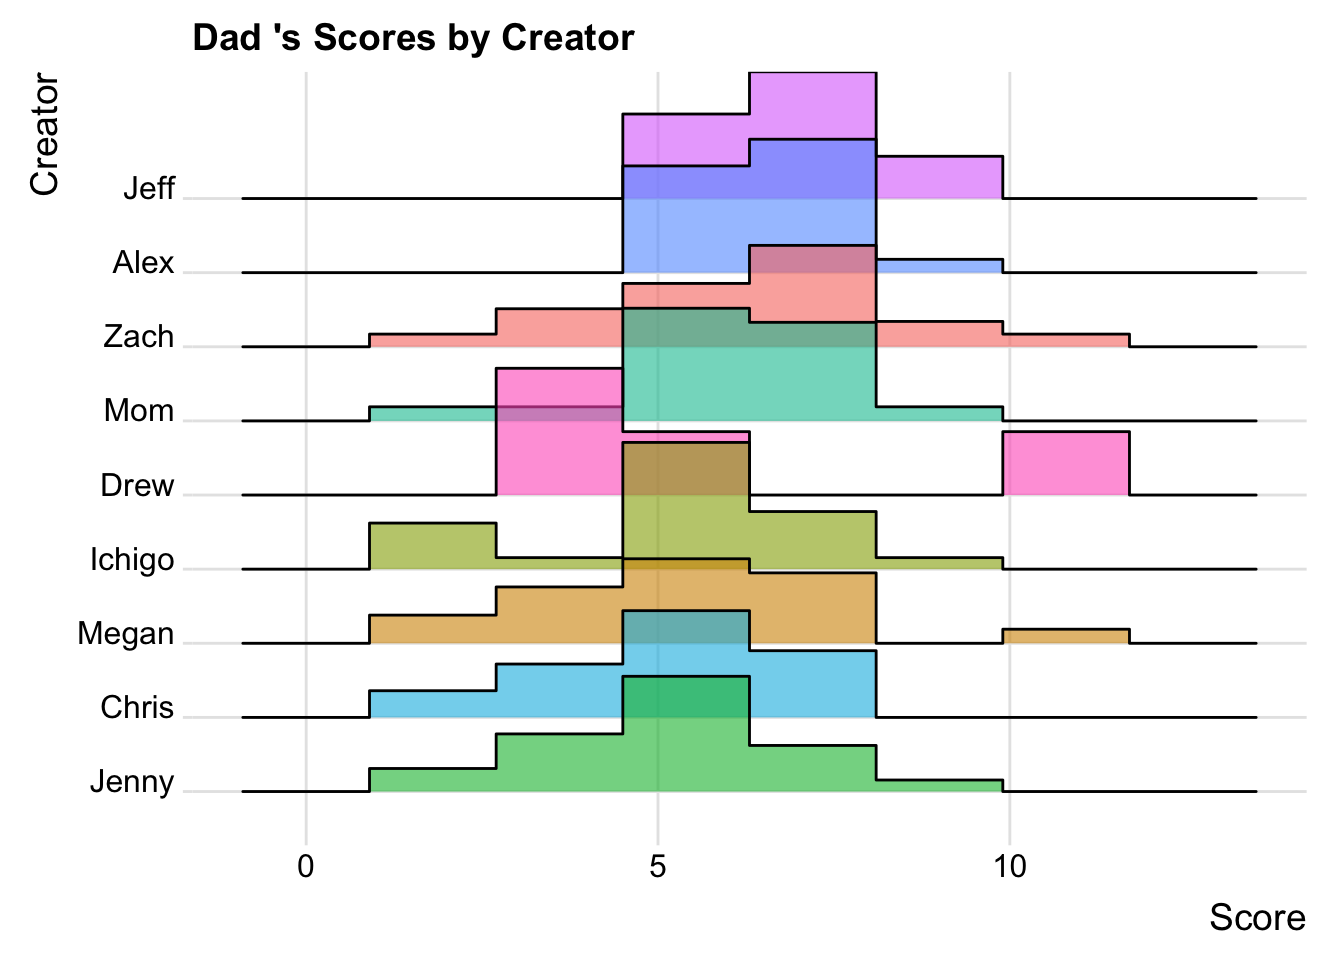 Dad 's Scores by Creator
Creator
Jeff
Alex
Zach
Mom
Drew
Ichigo
Megan
Chris
Jenny
0 5 10
Score